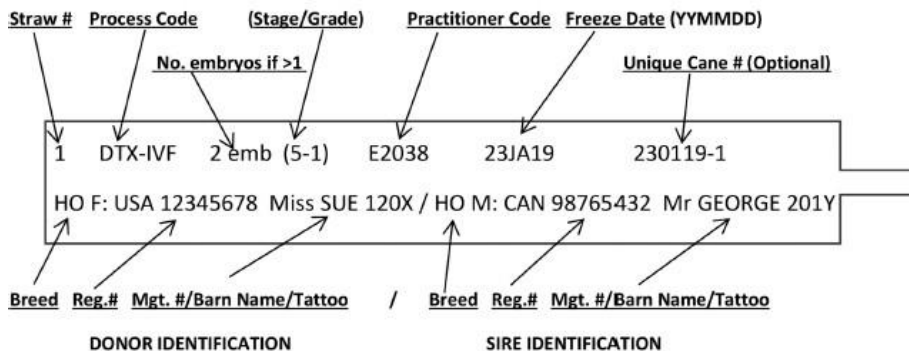 Straw # Process Code (Stage/Grade) Practitioner Code Freeze Date (YYMMDD)
No. embryos if >1 Unique Cane # (Optional)
1 DTX-IVF 2 emb (5-1) E2038 23JA19 230119-1
HO F: USA 12345678 Miss SUE 120X / HO M: CAN 98765432 Mr GEORGE 201Y
Breed Reg.# Mgt. #/Barn Name/Tattoo / Breed Reg.# Mgt. #/Barn Name/Tattoo
DONOR IDENTIFICATION SIRE IDENTIFICATION